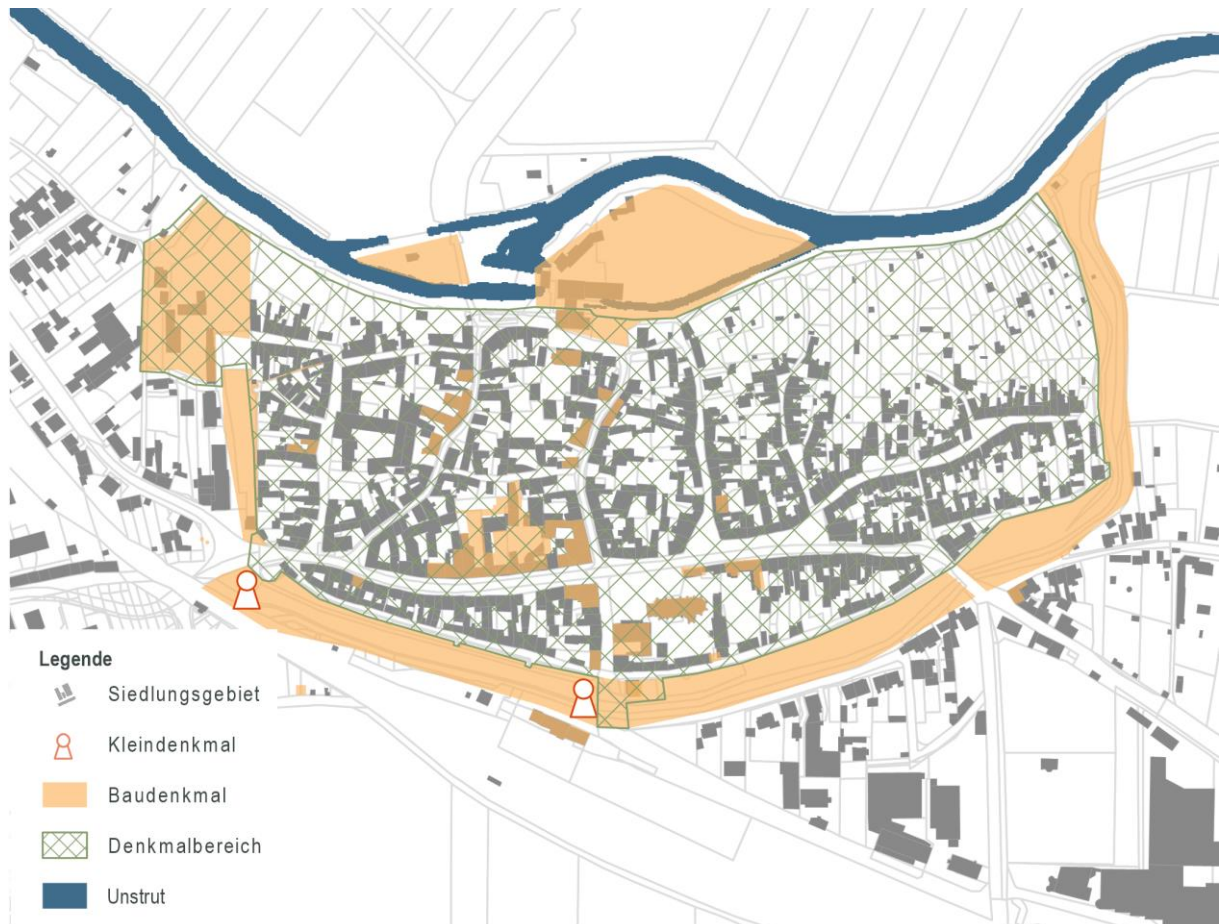 Legende
Siedlungsgebiet
Kleindenkmal
Baudenkmal
Denkmalbereich
Unstrut